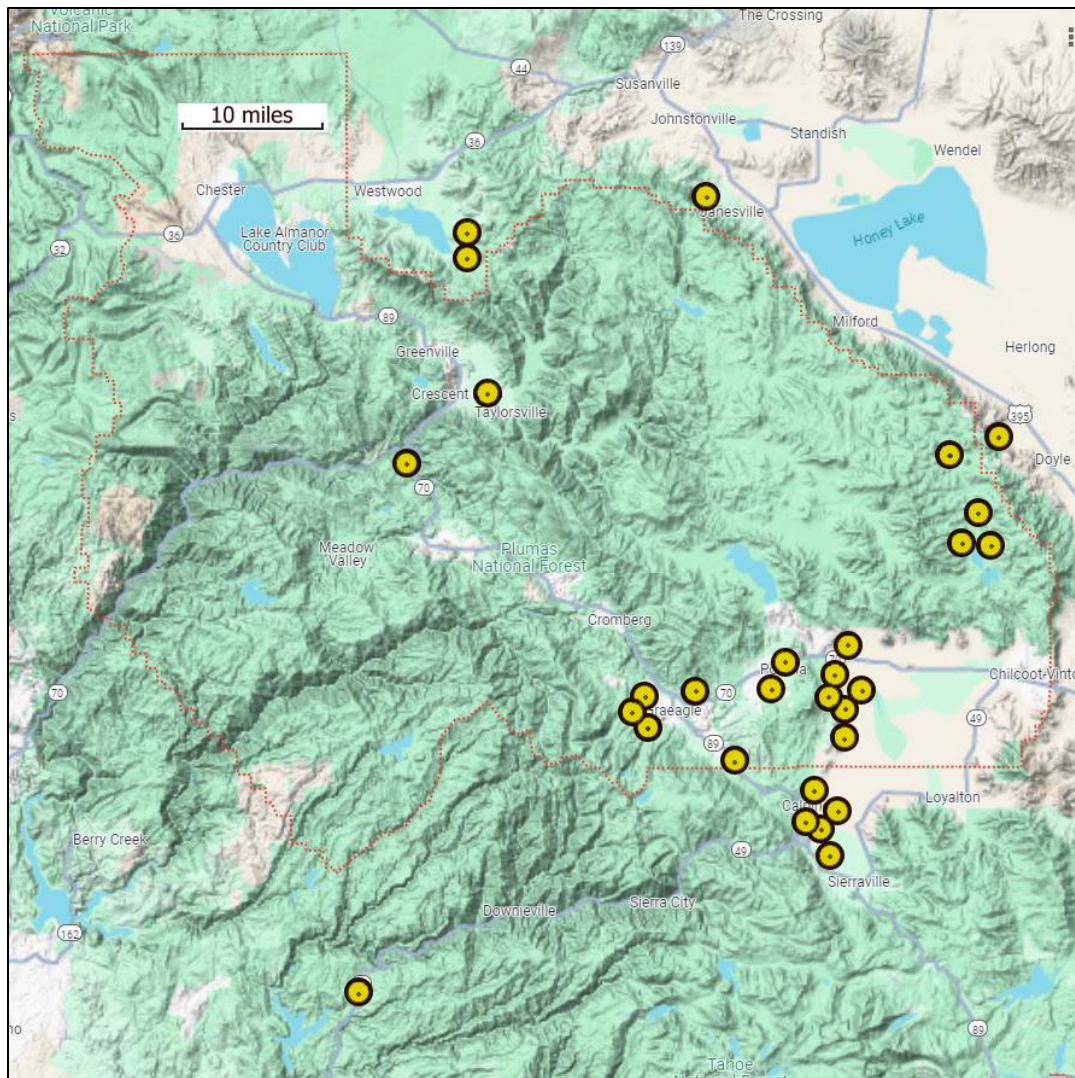 Volcanic
National Park
The Crossing
139
44
Susanville
10 miles
Johnstonville
Standish
36
Wendel
Chester
Westwood
Janesville
Lake Almanor
Country Club
Honey Lake
36
32
89
Milford
Greenville
Herlong
Crescent
Taylorsville
395
Doyle
70
Meadow
Valley
Plumas
National Forest
Cromberg
70
Chilcoot-Vinto
70
Graeagle
49
89
Loyalton
Berry Creek
49
Sierraville
Sierra City
Downieville
162
89
Tahoe